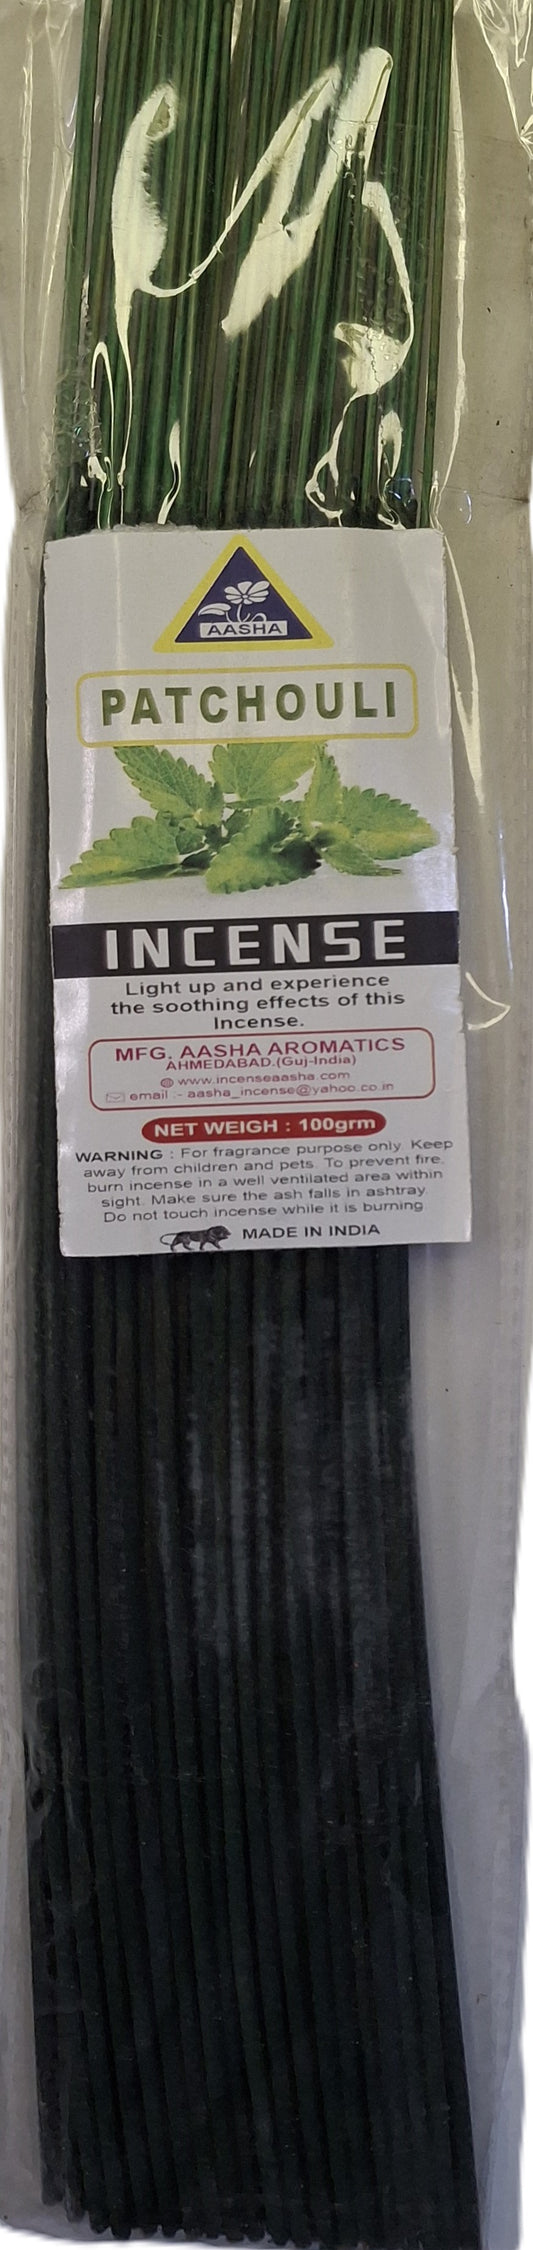 AASHA
PATCHOULI
INCENSE
Light up and experience
the soothing effects of this
Incense.
MFG. AASHA AROMATICS
AHMEDABAD.(Guj-India)
www.incenseaasha.com
email :- aasha_incense@yahoo.co.in
NET WEIGH : 100grm
WARNING : For fragrance purpose only. Keep
away from children and pets. To prevent fire,
burn incense in a well ventilated area within
sight. Make sure the ash falls in ashtray.
Do not touch incense while it is burning
MADE IN INDIA